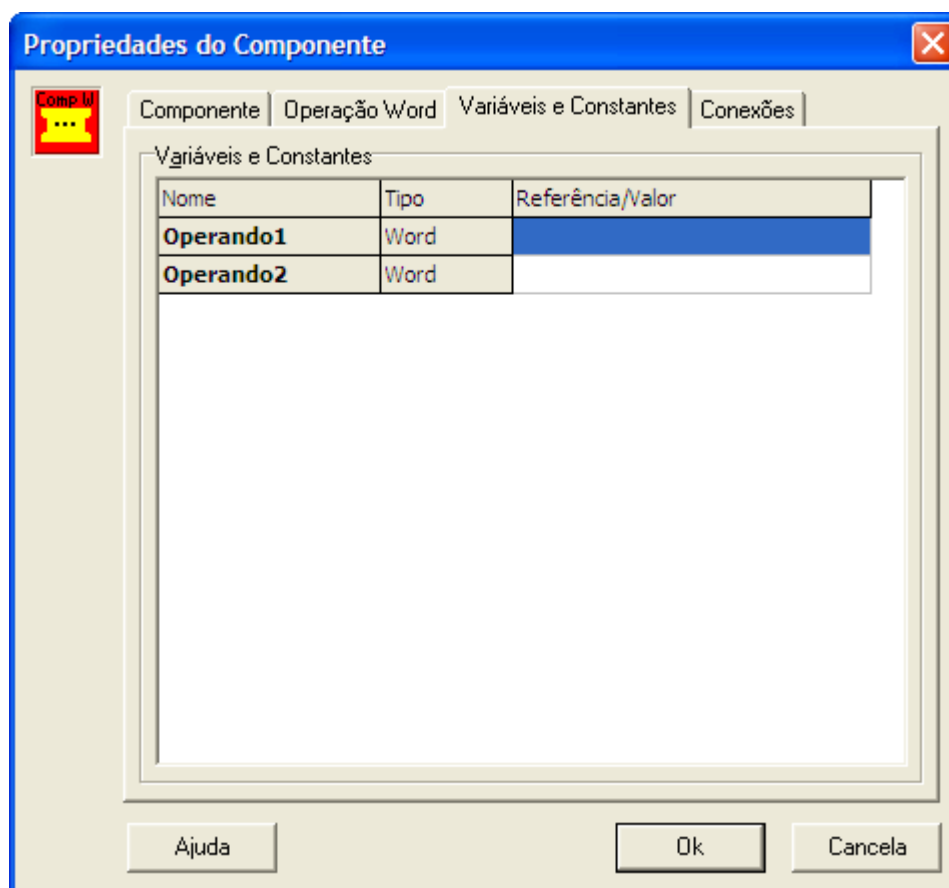 Propriedades do Componente
Comp W
...
Componente Operação Word Variáveis e Constantes Conexões
Variáveis e Constantes
Nome Tipo Referência/Valor
Operando1 Word
Operando2 Word
Ajuda Ok Cancela